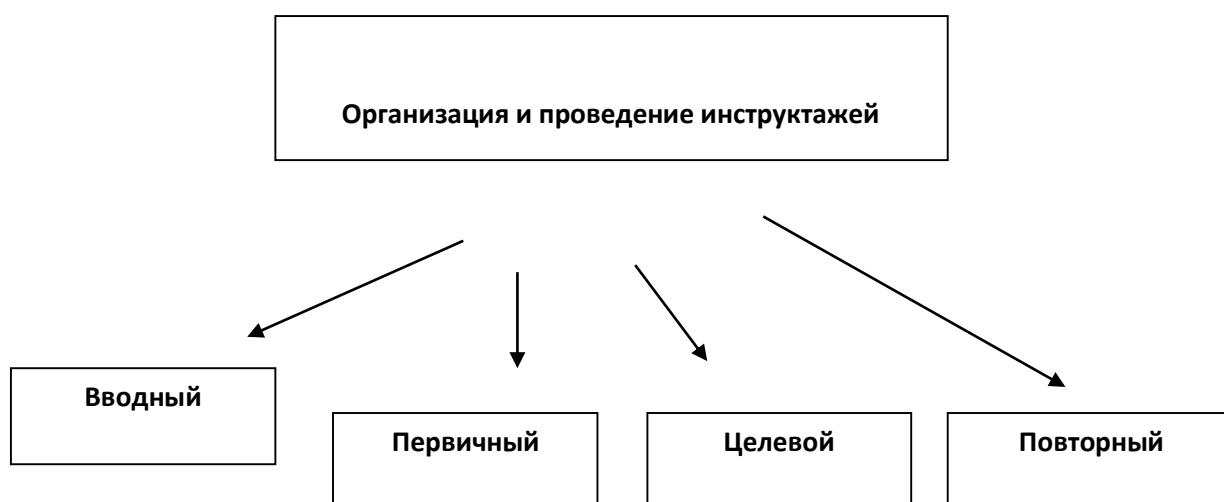 Организация и проведение инструктажей
Вводный
Первичный
Целевой
Повторный